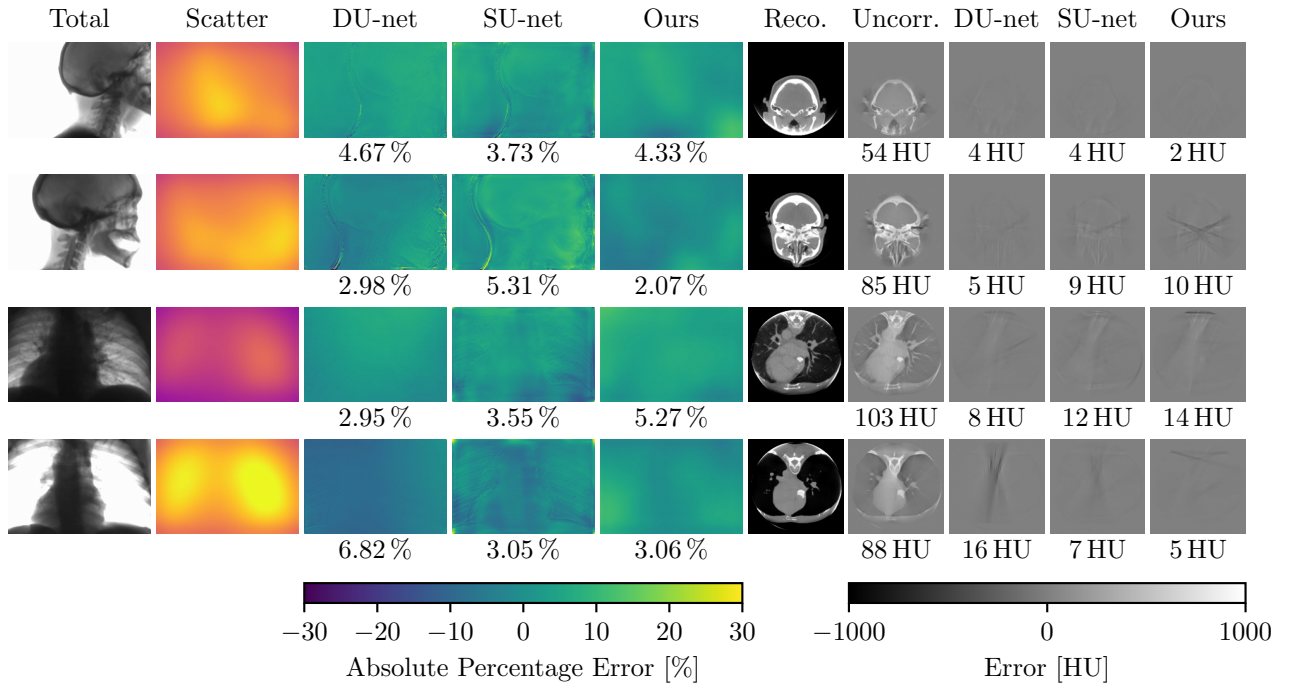 Total Scatter DU-net SU-net Ours Reco. Uncorr. DU-net SU-net Ours
4.67 % 3.73 % 4.33 % 54 HU 4 HU 4 HU 2 HU
2.98 % 5.31 % 2.07 % 85 HU 5 HU 9 HU 10 HU
2.95 % 3.55 % 5.27 % 103 HU 8 HU 12 HU 14 HU
6.82 % 3.05 % 3.06 % 88 HU 16 HU 7 HU 5 HU
−30 −20 −10 0 10 20 30 −1000 0 1000
Absolute Percentage Error [%] Error [HU]